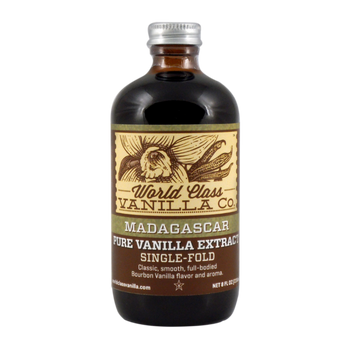 World Class
VANILLA Co.
MADAGASCAR
PURE VANILLA EXTRACT
SINGLE-FOLD
Classic, smooth, full-bodied
Bourbon Vanilla flavor and aroma.
NET 8 FL OZ